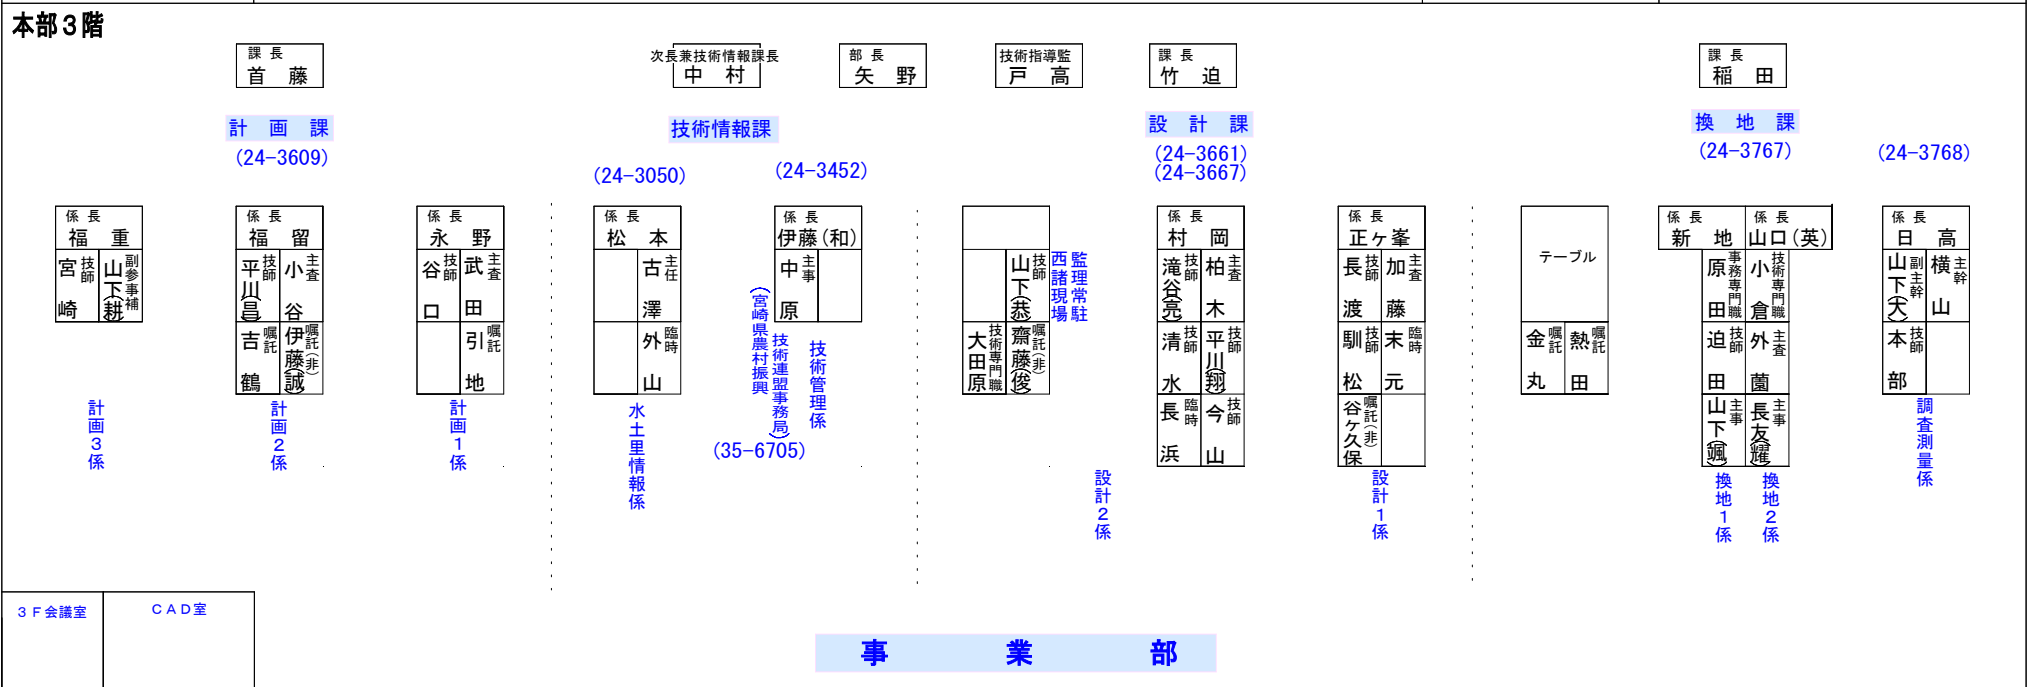 本部３階
課 長
首　藤
次長兼技術情報課長
中　村
部 長
矢　野
技術指導監
戸　高
課 長
竹　迫
課 長
稲　田
計　画　課
(24-3609)
技術情報課
(24-3050)
(24-3452)
設　計　課
(24-3661)
(24-3667)
換　地　課
(24-3767)
(24-3768)
係 長
福　重
技師
宮　崎
副参事補
山下(耕)
計画３係
係 長
福　留
技師
平川(昌)
主査
小　谷
嘱託
吉　鶴
嘱託(非)
伊藤(誠)
計画２係
係 長
永　野
技師
谷　口
主査
武　田
嘱託
引　地
計画１係
係 長
松　本
主任
古　澤
臨時
外　山
水土里情報係
係 長
伊藤(和)
主事
中　原
(宮崎県農村振興
技術連盟事務局)
(35-6705)
技術管理係
技師
山下(恭)
監理常駐
西諸現場
技術専門職
大田原
嘱託(非)
齋藤(俊)
設計２係
係 長
村　岡
技師
滝谷(亮)
主査
柏　木
技師
清　水
技師
平川(翔)
臨時
長　浜
技師
今　山
係 長
正ヶ峯
技師
長　渡
主査
加　藤
技師
馴　松
臨時
末　元
嘱託(非)
谷ヶ久保
設計１係
テーブル
嘱託
金　丸
嘱託
熱　田
係 長
新　地
係 長
山口(英)
事務専門職
原　田
技術専門職
小　倉
技師
迫　田
主査
外　薗
主事
山下(颯)
主事
長友(耀)
換地１係
換地２係
係 長
日　高
副主幹
山下(大)
主幹
横　山
技師
本　部
調査測量係
３Ｆ会議室
ＣＡＤ室
事　業　部